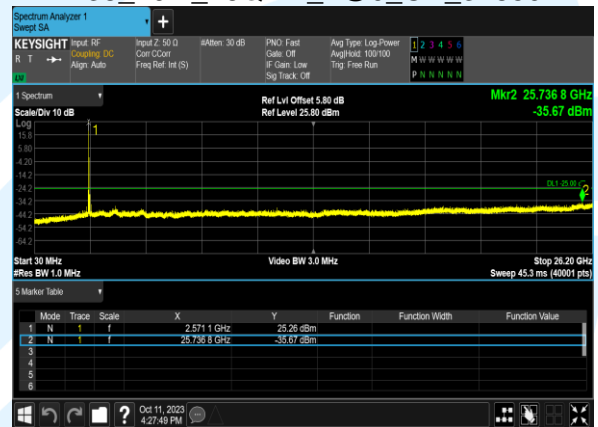 Spectrum Analyzer 1
Swept SA
+
KEYSIGHT Input: RF Input Z: 50 Ω #Atten: 30 dB PNO: Fast Avg Type: Log-Power 1 2 3 4 5 6
R T Coupling: DC Corr CCorr Gate: Off Avg|Hold: 100/100 M W W W W W
Align: Auto Freq Ref: Int (S) IF Gain: Low Trig: Free Run
Sig Track: Off P N N N N N
1 Spectrum
Scale/Div 10 dB Ref Lvl Offset 5.80 dB Mkr2 25.736 8 GHz
Ref Level 25.80 dBm -35.67 dBm
Log
15.8 1
5.80
-4.20
-14.2
-24.2 DL1 -25.00 2
-34.2
-44.2
-54.2
-64.2
Start 30 MHz Video BW 3.0 MHz Stop 26.20 GHz
#Res BW 1.0 MHz Sweep 45.3 ms (40001 pts)
5 Marker Table
Mode Trace Scale X Y Function Function Width Function Value
1 N 1 f 2.571 1 GHz 25.26 dBm
2 N 1 f 25.736 8 GHz -35.67 dBm
3
4
5
6
? Oct 11, 2023
4:27:49 PM